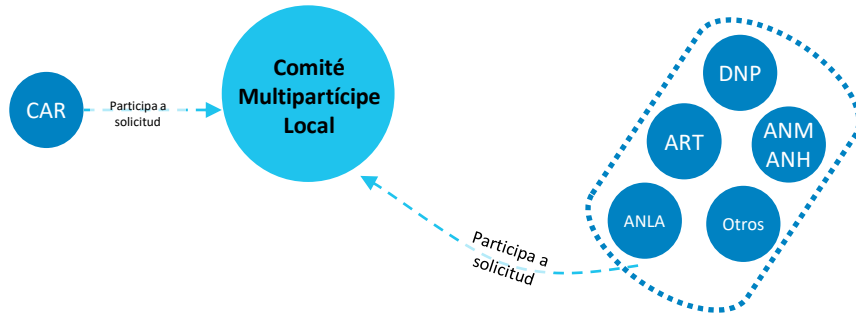 CAR
Participa a
solicitud
Comité
Multipartícipe
Local
DNP
ART
ANM
ANH
ANLA
Otros
Participa a
solicitud